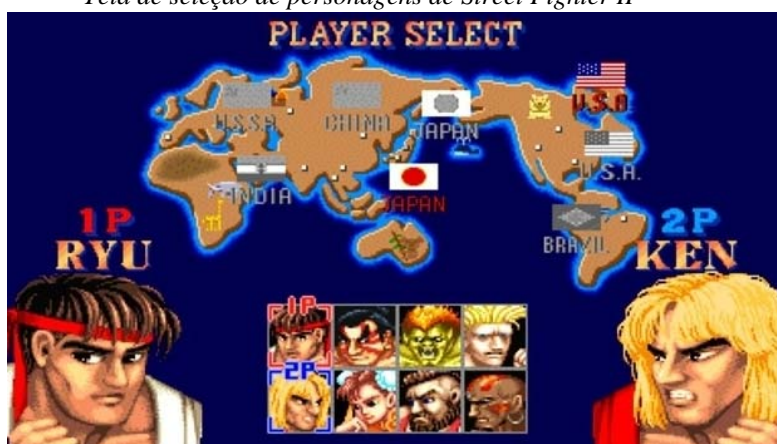 Tela de seleção de personagens de Street Fighter II
PLAYER SELECT
U.S.A
U.S.S.R
CHINA
JAPAN
U.S.A.
INDIA
JAPAN
BRAZIL
1P
RYU
2P
KEN
1P
2P